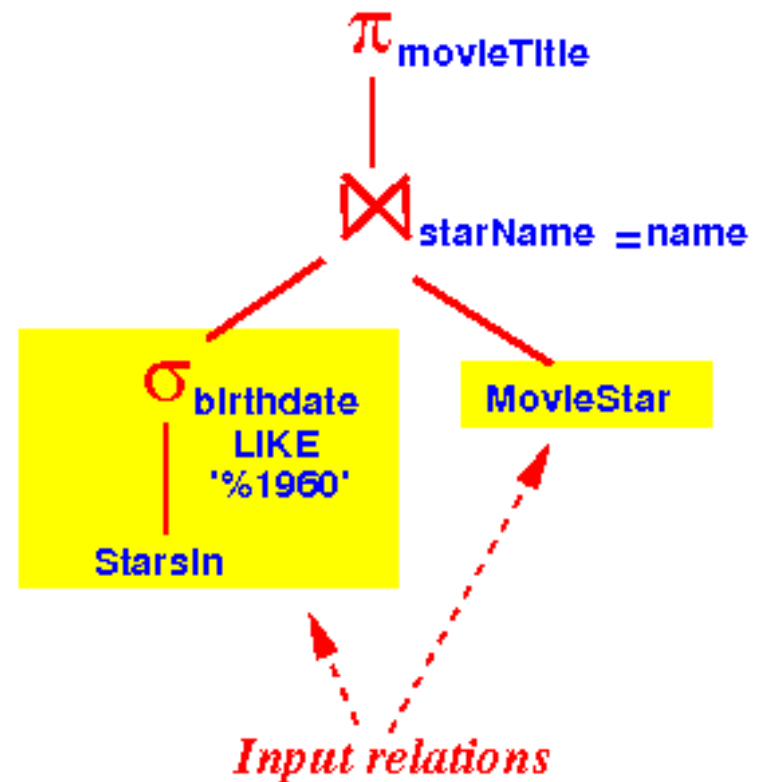 π movieTitle
⋈ starName = name
σ birthdate
LIKE
'%1960'
MovieStar
StarsIn
Input relations